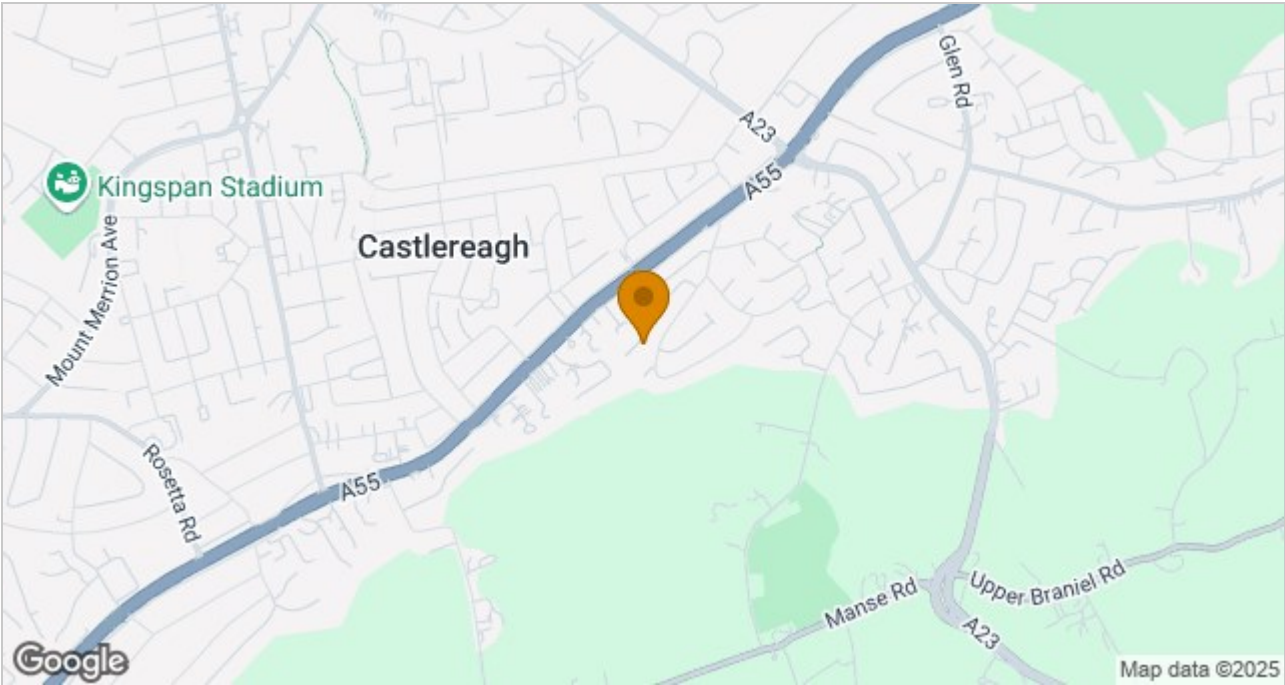 Glen Rd
A23
A55
Kingspan Stadium
Castlereagh
Mount Merrion Ave
Rosetta Rd
A55
Upper Braniel Rd
Manse Rd
A23
Google
Map data ©2025